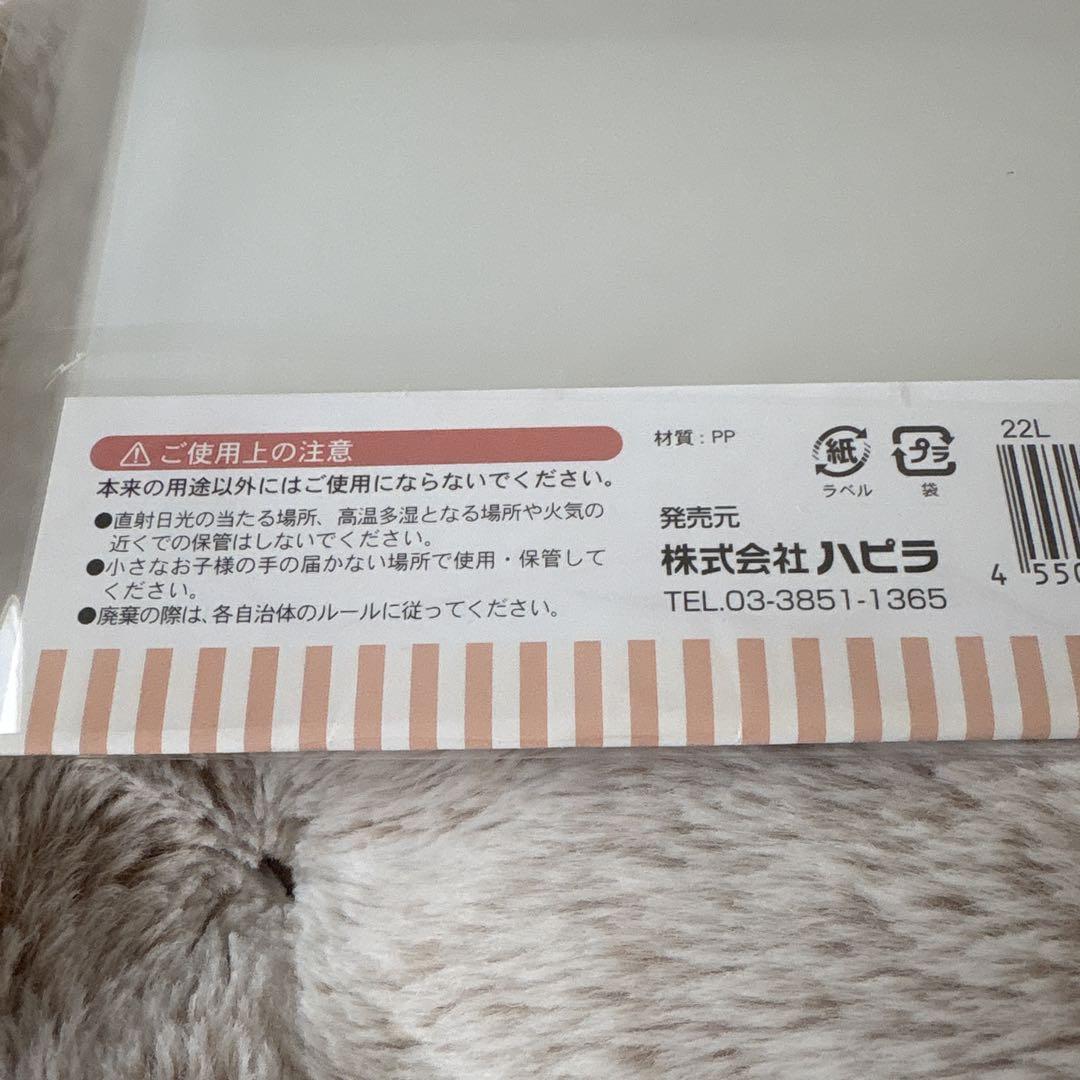 ⚠ ご使用上の注意
本来の用途以外にはご使用にならないでください。
●直射日光の当たる場所、高温多湿となる場所や火気の
近くでの保管はしないでください。
●小さなお子様の手の届かない場所で使用・保管して
ください。
●廃棄の際は、各自治体のルールに従ってください。
材質：PP
紙
ラベル
プラ
袋
発売元
株式会社ハピラ
TEL.03-3851-1365
22L
4 550